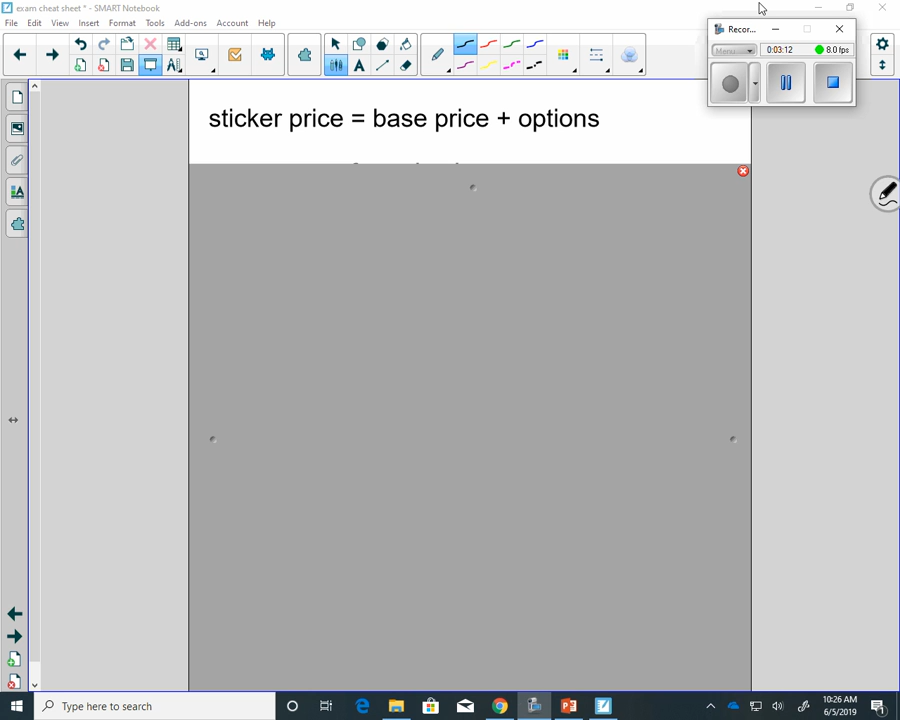 exam cheat sheet * - SMART Notebook
File Edit View Insert Format Tools Add-ons Account Help
Recor...
Menu 0:03:12 8.0 fps
sticker price = base price + options
Type here to search
10:26 AM
6/5/2019
1